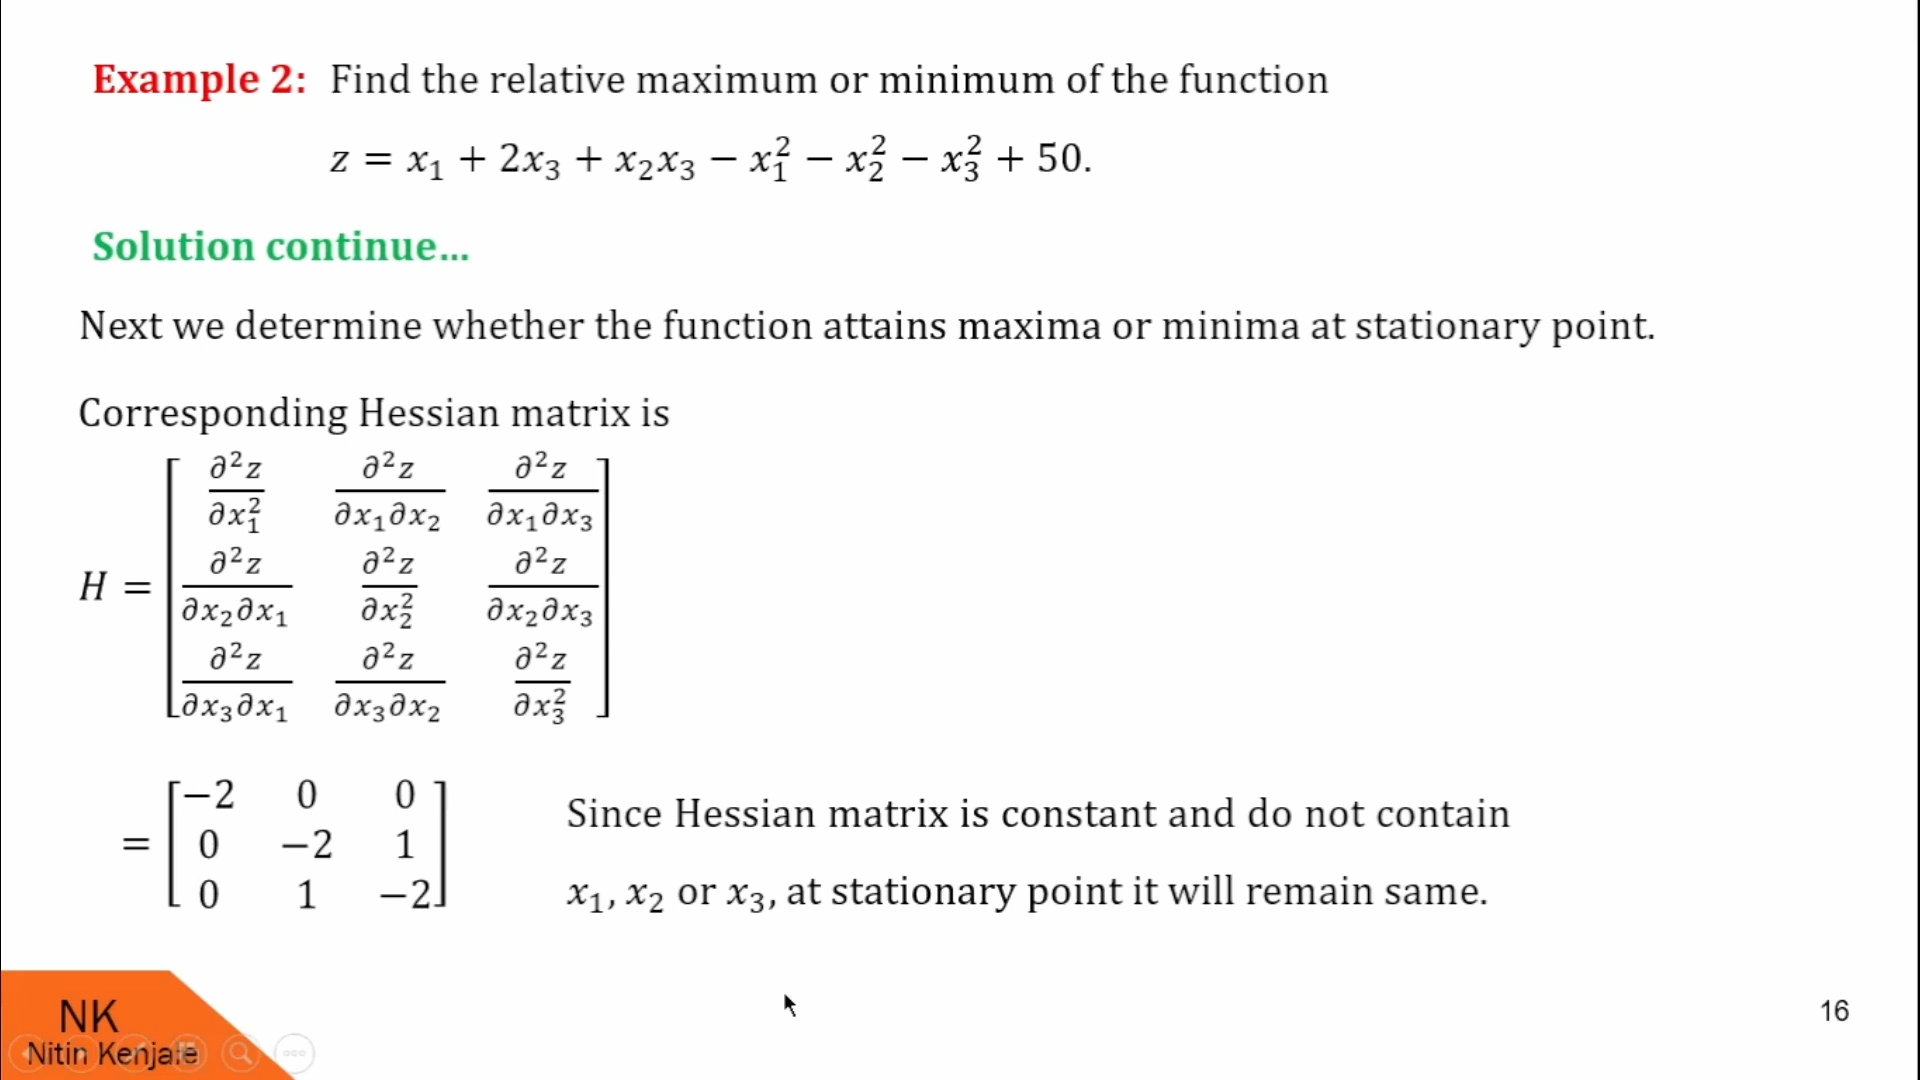 Example 2: Find the relative maximum or minimum of the function
z = x₁ + 2x₃ + x₂x₃ − x₁² − x₂² − x₃² + 50.
Solution continue...
Next we determine whether the function attains maxima or minima at stationary point.
Corresponding Hessian matrix is
H = [ ∂²z/∂x₁² ∂²z/∂x₁∂x₂ ∂²z/∂x₁∂x₃
∂²z/∂x₂∂x₁ ∂²z/∂x₂² ∂²z/∂x₂∂x₃
∂²z/∂x₃∂x₁ ∂²z/∂x₃∂x₂ ∂²z/∂x₃² ]
= [ −2 0 0
0 −2 1
0 1 −2 ]
Since Hessian matrix is constant and do not contain
x₁, x₂ or x₃, at stationary point it will remain same.
NK
Nitin Kenjale
16